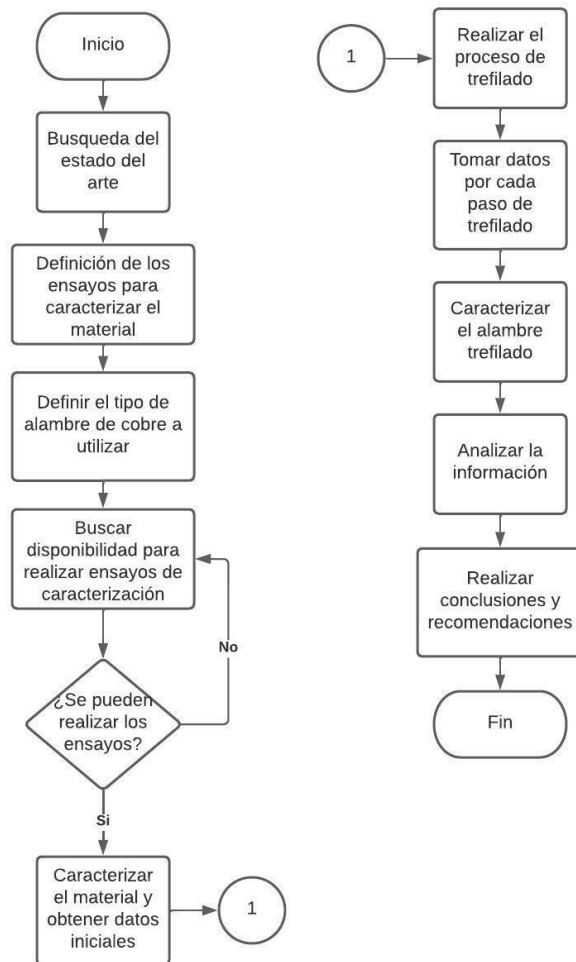 Inicio
Busqueda del
estado del
arte
Definición de los
ensayos para
caracterizar el
material
Definir el tipo de
alambre de cobre a
utilizar
Buscar
disponibilidad para
realizar ensayos de
caracterización
No
¿Se pueden
realizar los
ensayos?
Si
Caracterizar
el material y
obtener datos
iniciales
1
1
Realizar el
proceso de
trefilado
Tomar datos
por cada
paso de
trefilado
Caracterizar
el alambre
trefilado
Analizar la
información
Realizar
conclusiones y
recomendaciones
Fin